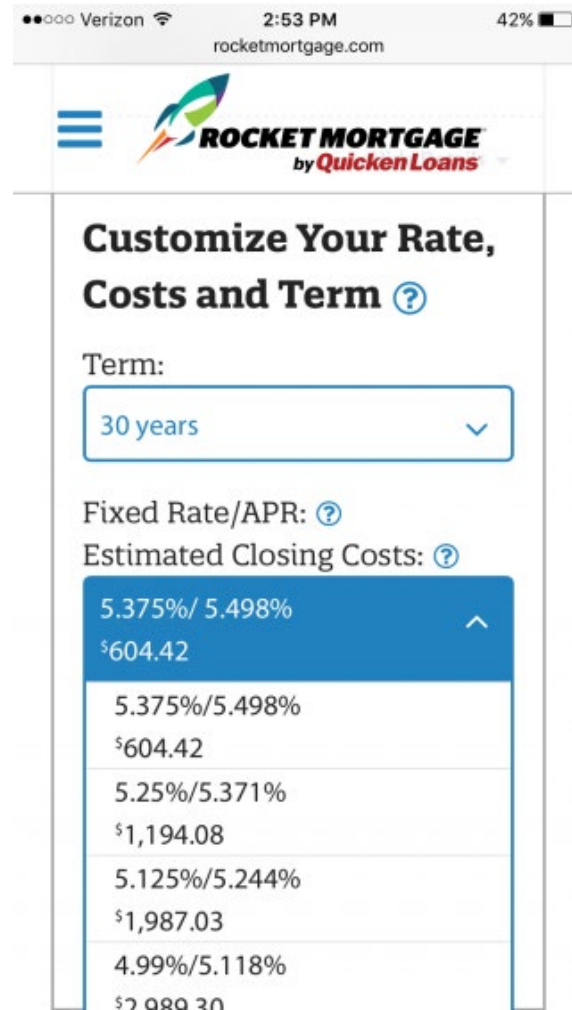 Verizon 2:53 PM 42%
rocketmortgage.com
ROCKET MORTGAGE
by Quicken Loans
Customize Your Rate,
Costs and Term ?
Term:
30 years
Fixed Rate/APR: ?
Estimated Closing Costs: ?
5.375%/ 5.498%
$604.42
5.375%/5.498%
$604.42
5.25%/5.371%
$1,194.08
5.125%/5.244%
$1,987.03
4.99%/5.118%
$2,989.30